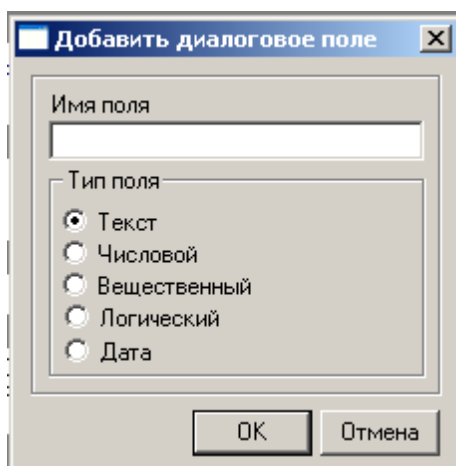 Добавить диалоговое поле
Имя поля
Тип поля
Текст
Числовой
Вещественный
Логический
Дата
OK
Отмена